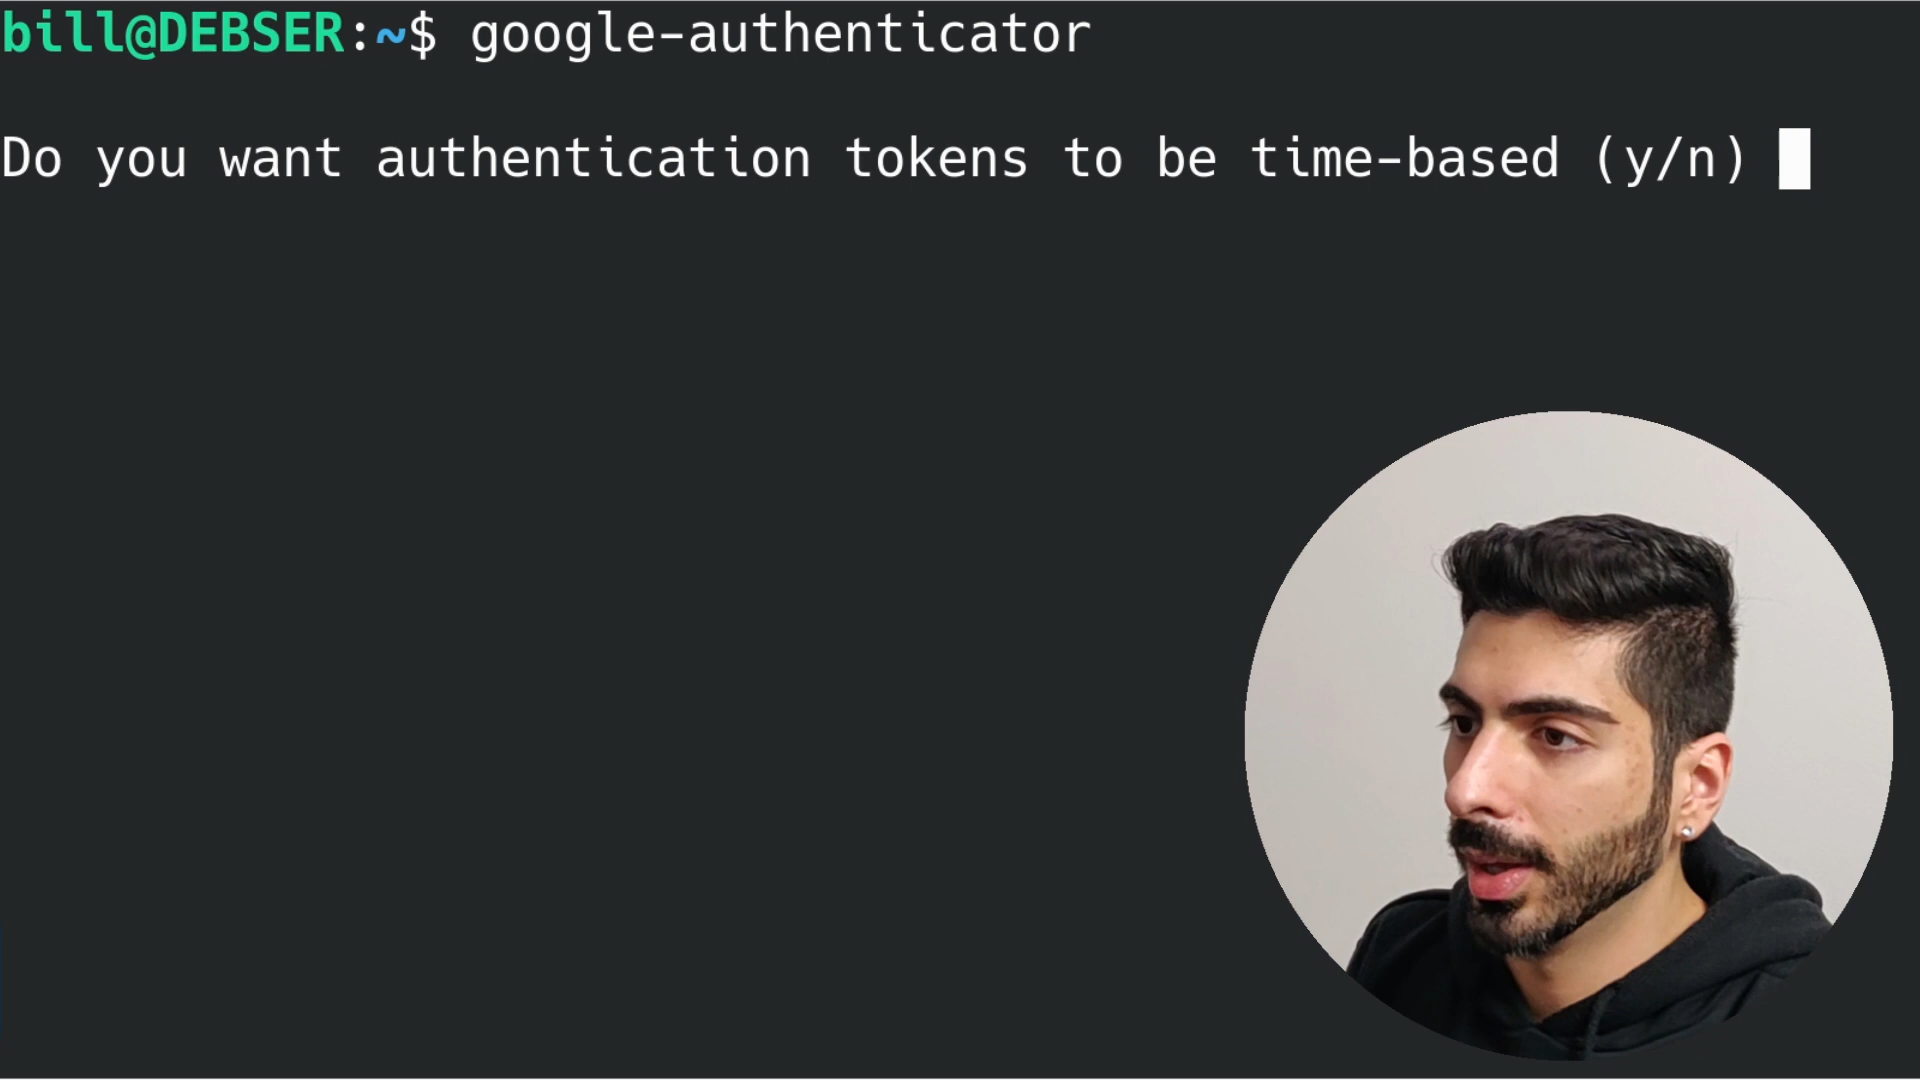 bill@DEBSER:~$ google-authenticator
Do you want authentication tokens to be time-based (y/n)